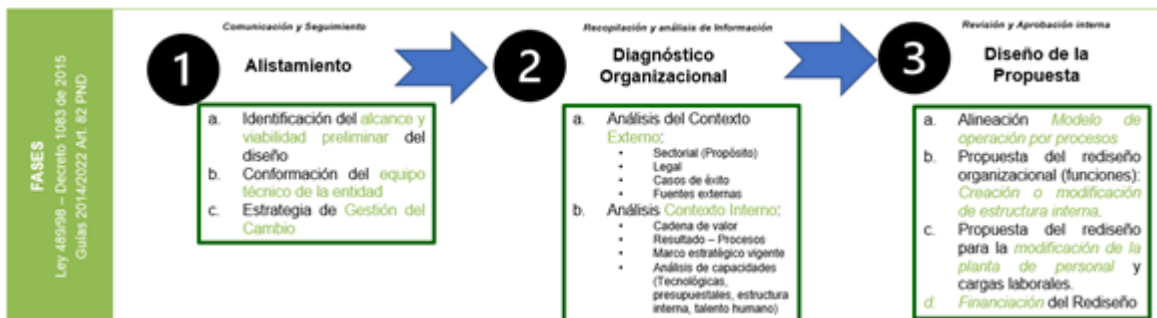 FASES
Ley 489/98 – Decreto 1083 de 2015
Guías 2014/2022 Art. 82 PND
Comunicación y Seguimiento
1
Alistamiento
a. Identificación del alcance y
viabilidad preliminar del
diseño
b. Conformación del equipo
técnico de la entidad
c. Estrategia de Gestión del
Cambio
Recopilación y análisis de Información
2
Diagnóstico
Organizacional
a. Análisis del Contexto
Externo:
• Sectorial (Propósito)
• Legal
• Casos de éxito
• Fuentes externas
b. Análisis Contexto Interno:
• Cadena de valor
• Resultado – Procesos
• Marco estratégico vigente
• Análisis de capacidades
(Tecnológicas,
presupuestales, estructura
interna, talento humano)
Revisión y Aprobación interna
3
Diseño de la
Propuesta
a. Alineación Modelo de
operación por procesos
b. Propuesta del rediseño
organizacional (funciones):
Creación o modificación
de estructura interna.
c. Propuesta del rediseño
para la modificación de la
planta de personal y
cargas laborales.
d. Financiación del Rediseño